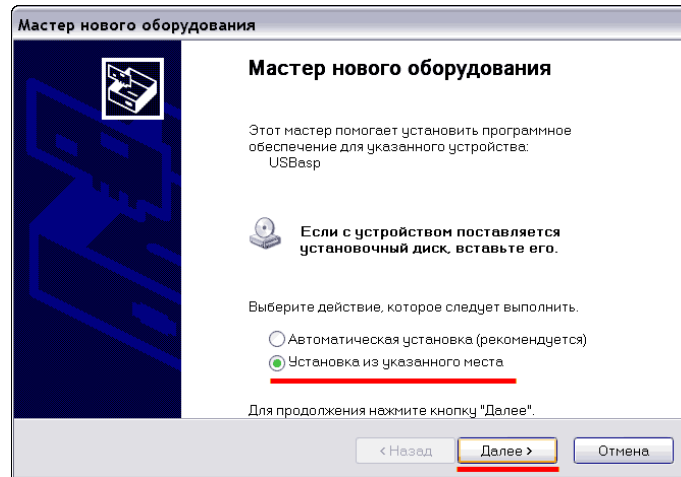 Мастер нового оборудования
Мастер нового оборудования
Этот мастер помогает установить программное
обеспечение для указанного устройства:
USBasp
Если с устройством поставляется
установочный диск, вставьте его.
Выберите действие, которое следует выполнить.
Автоматическая установка (рекомендуется)
Установка из указанного места
Для продолжения нажмите кнопку "Далее".
< Назад Далее > Отмена